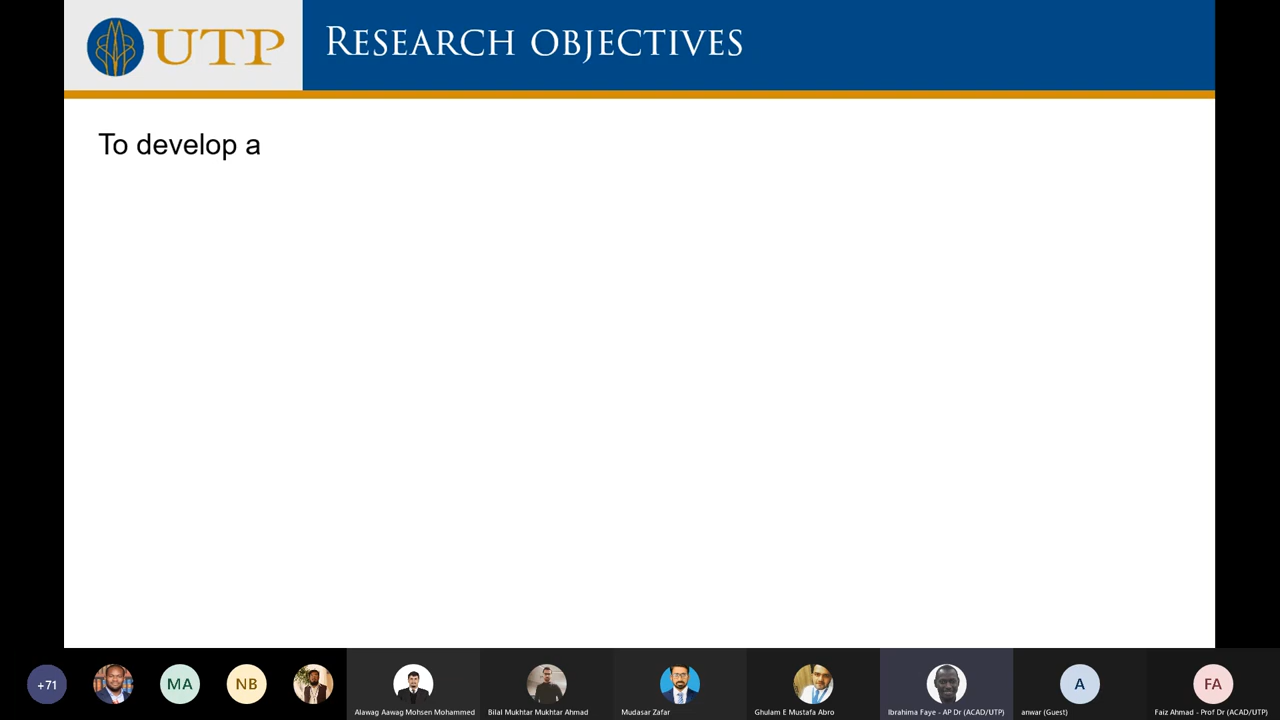 UTP
RESEARCH OBJECTIVES
To develop a
+71
MA
NB
A
FA
Alawag Aawag Mohsen Mohammed
Bilal Mukhtar Mukhtar Ahmad
Mudasar Zafar
Ghulam E Mustafa Abro
Ibrahima Faye - AP Dr (ACAD/UTP)
anwar (Guest)
Faiz Ahmad - Prof Dr (ACAD/UTP)